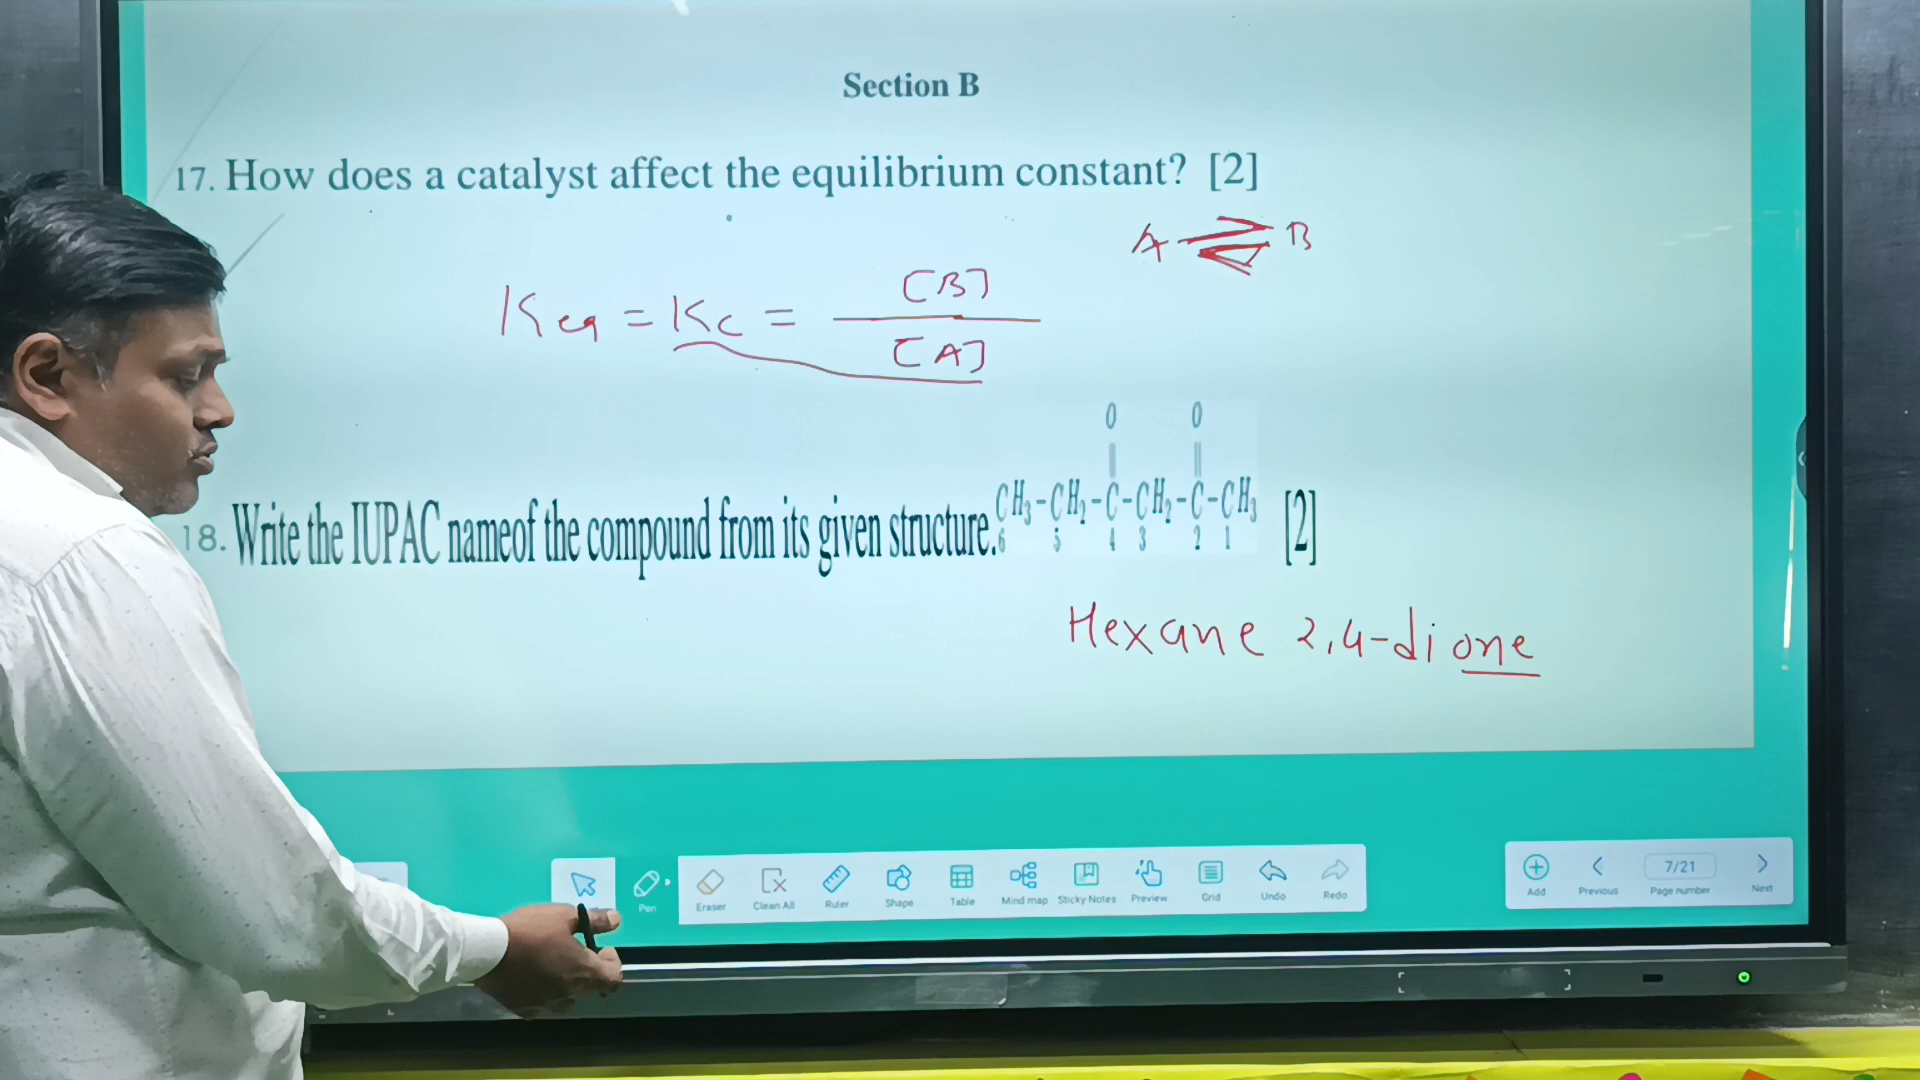 Section B
17. How does a catalyst affect the equilibrium constant? [2]
A ⇌ B
Keq = Kc = [B] / [A]
O O
|| ||
18. Write the IUPAC nameof the compound from its given structure. CH₃-CH₂-C-CH₂-C-CH₃ [2]
6 5 4 3 2 1
Hexane 2,4-dione
Pen Eraser Clean All Ruler Shape Table Mind map Sticky Notes Preview Grid Undo Redo
7/21
Add Previous Page number Next